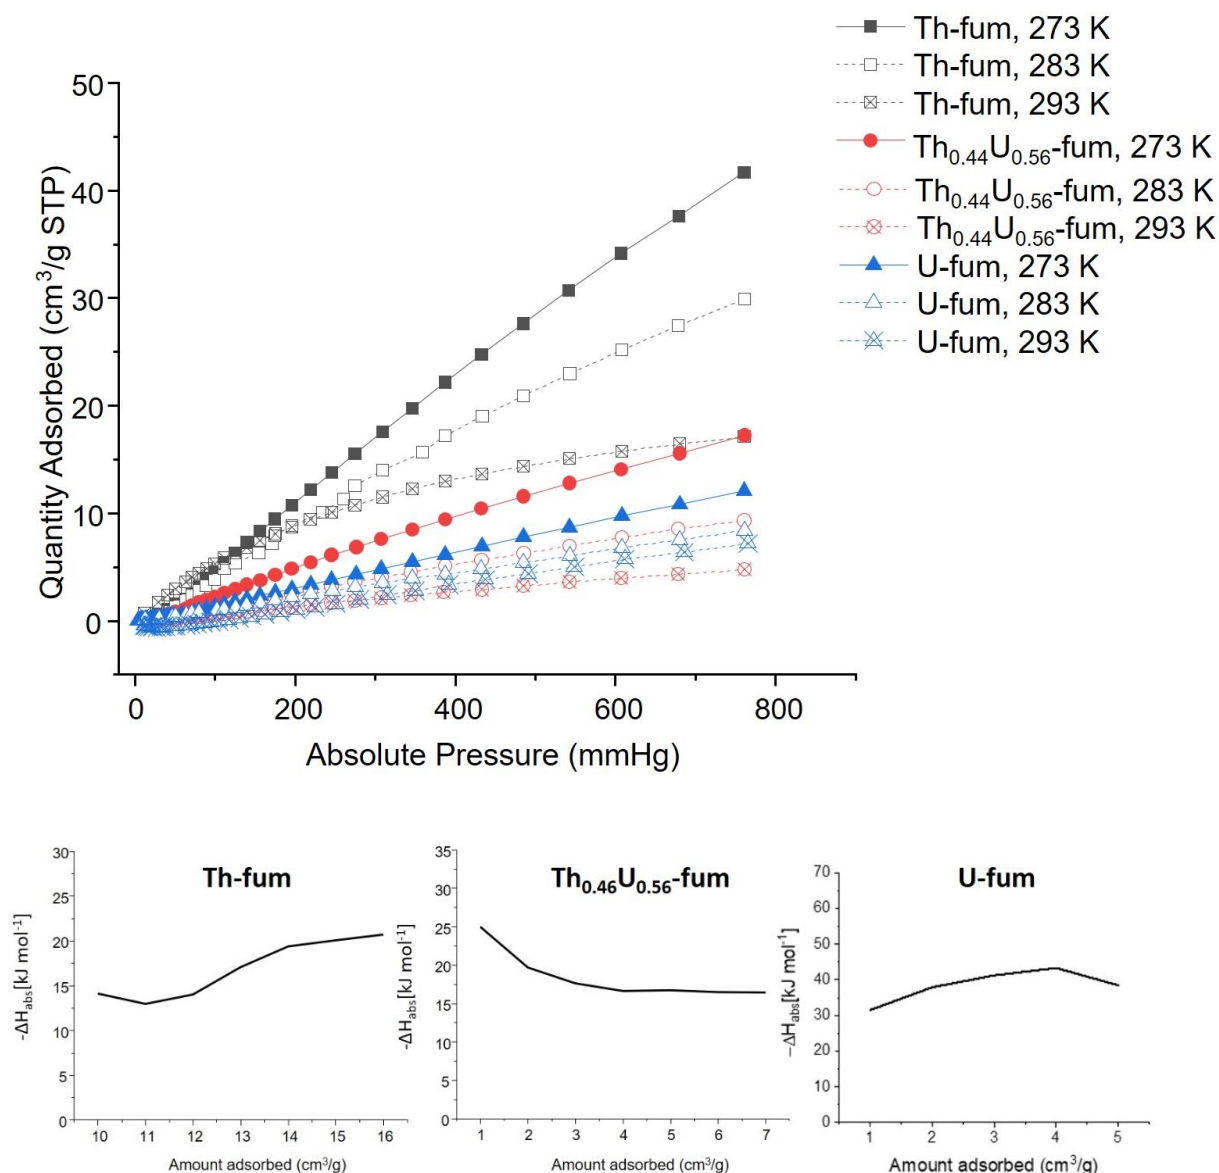 Th-fum, 273 K
Th-fum, 283 K
Th-fum, 293 K
Th0.44U0.56-fum, 273 K
Th0.44U0.56-fum, 283 K
Th0.44U0.56-fum, 293 K
U-fum, 273 K
U-fum, 283 K
U-fum, 293 K
Quantity Adsorbed (cm3/g STP)
50
40
30
20
10
0
0 200 400 600 800
Absolute Pressure (mmHg)
Th-fum
-ΔHabs[kJ mol-1]
30
25
20
15
10
5
0
10 11 12 13 14 15 16
Amount adsorbed (cm3/g)
Th0.46U0.56-fum
-ΔHabs[kJ mol-1]
35
30
25
20
15
10
5
0
1 2 3 4 5 6 7
Amount adsorbed (cm3/g)
U-fum
−ΔHabs[kJ mol-1]
70
60
50
40
30
20
10
0
1 2 3 4 5
Amount adsorbed (cm3/g)